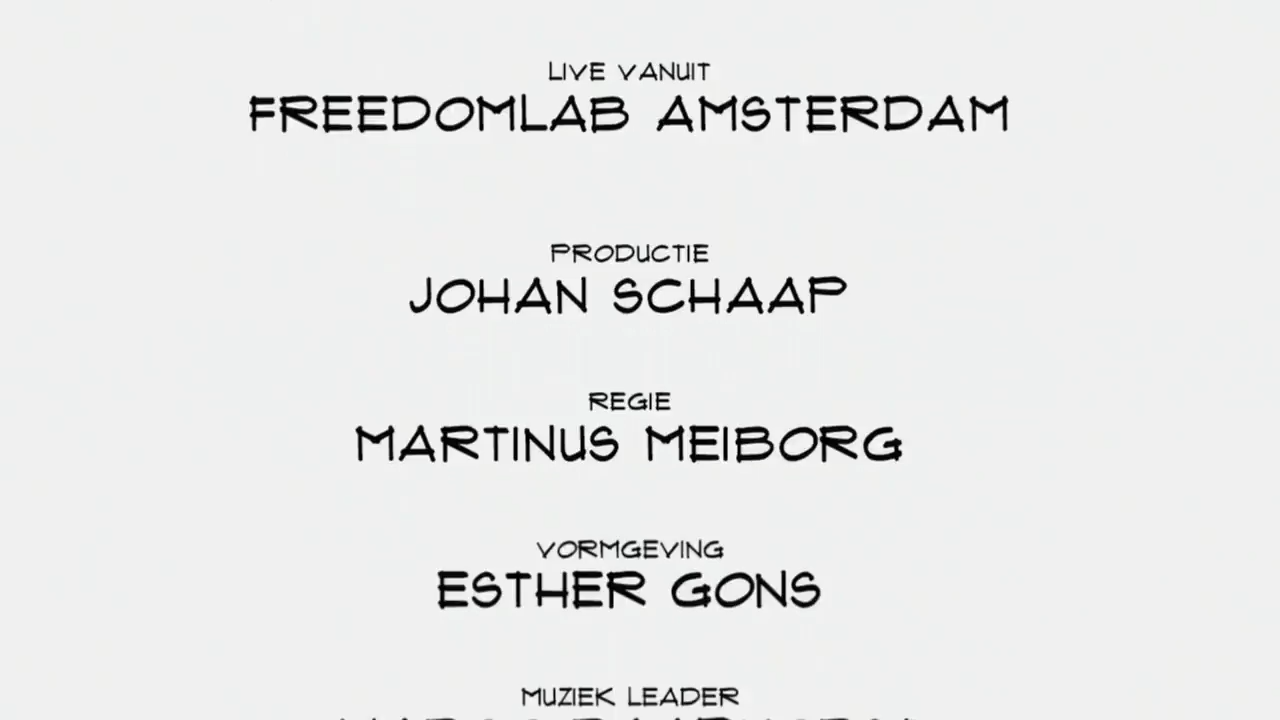 LIVE VANUIT
FREEDOMLAB AMSTERDAM
PRODUCTIE
JOHAN SCHAAP
REGIE
MARTINUS MEIBORG
VORMGEVING
ESTHER GONS
MUZIEK LEADER